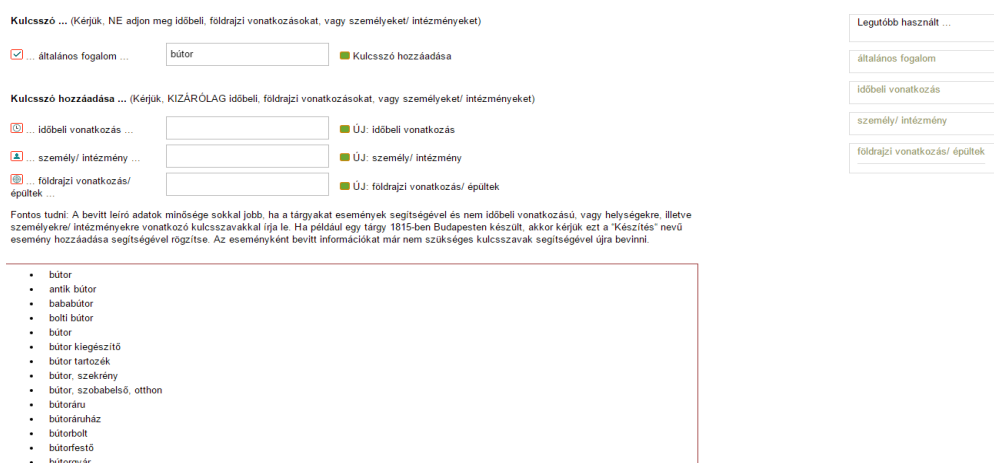 Kulcsszó ... (Kérjük, NE adjon meg időbeli, földrajzi vonatkozásokat, vagy személyeket/ intézményeket)
... általános fogalom ...
bútor
Kulcsszó hozzáadása
Kulcsszó hozzáadása ... (Kérjük, KIZÁRÓLAG időbeli, földrajzi vonatkozásokat, vagy személyeket/ intézményeket)
... időbeli vonatkozás ...
ÚJ: időbeli vonatkozás
... személy/ intézmény ...
ÚJ: személy/ intézmény
... földrajzi vonatkozás/
épültek ...
ÚJ: földrajzi vonatkozás/ épültek
Fontos tudni: A bevitt leíró adatok minősége sokkal jobb, ha a tárgyakat események segítségével és nem időbeli vonatkozású, vagy helységekre, illetve
személyekre/ intézményekre vonatkozó kulcsszavakkal írja le. Ha például egy tárgy 1815-ben Budapesten készült, akkor kérjük ezt a "Készítés" nevű
esemény hozzáadása segítségével rögzítse. Az eseményként bevitt információkat már nem szükséges kulcsszavak segítségével újra bevinni.
bútor
antik bútor
bababútor
bolti bútor
bútor
bútor kiegészítő
bútor tartozék
bútor, szekrény
bútor, szobabelső, otthon
bútoráru
bútoráruház
bútorbolt
bútorfestő
bútorgyár
Legutóbb használt ...
általános fogalom
időbeli vonatkozás
személy/ intézmény
földrajzi vonatkozás/ épültek